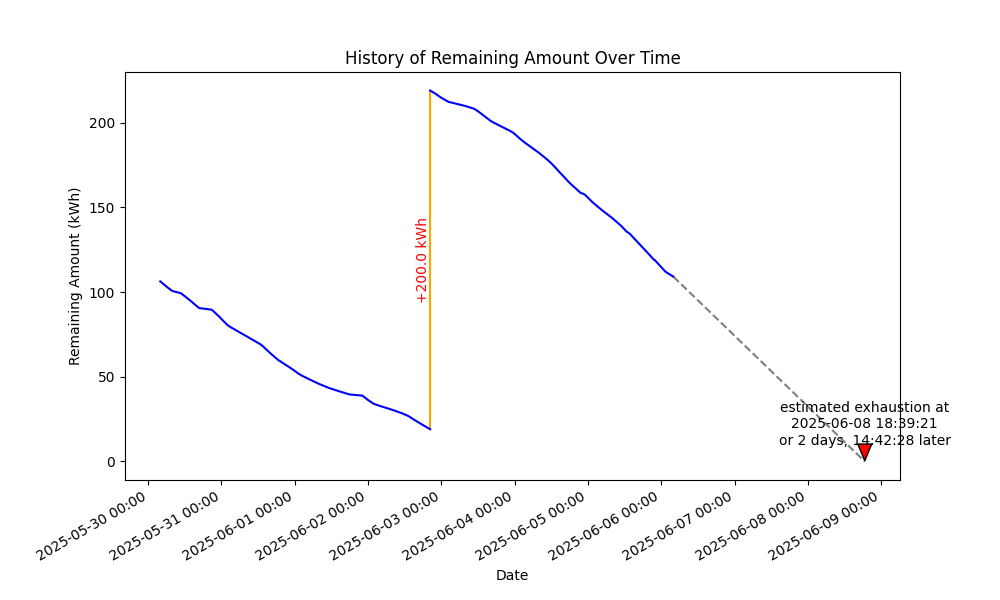 History of Remaining Amount Over Time
Remaining Amount (kWh)
200
150
100
50
0
+200.0 kWh
estimated exhaustion at
2025-06-08 18:39:21
or 2 days, 14:42:28 later
2025-05-30 00:00
2025-05-31 00:00
2025-06-01 00:00
2025-06-02 00:00
2025-06-03 00:00
2025-06-04 00:00
2025-06-05 00:00
2025-06-06 00:00
2025-06-07 00:00
2025-06-08 00:00
2025-06-09 00:00
Date